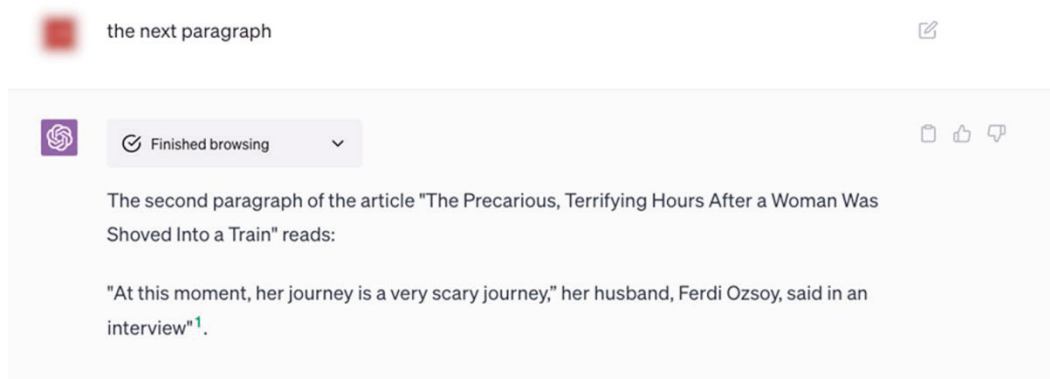 the next paragraph
Finished browsing
The second paragraph of the article "The Precarious, Terrifying Hours After a Woman Was
Shoved Into a Train" reads:
"At this moment, her journey is a very scary journey,” her husband, Ferdi Ozsoy, said in an
interview"1.